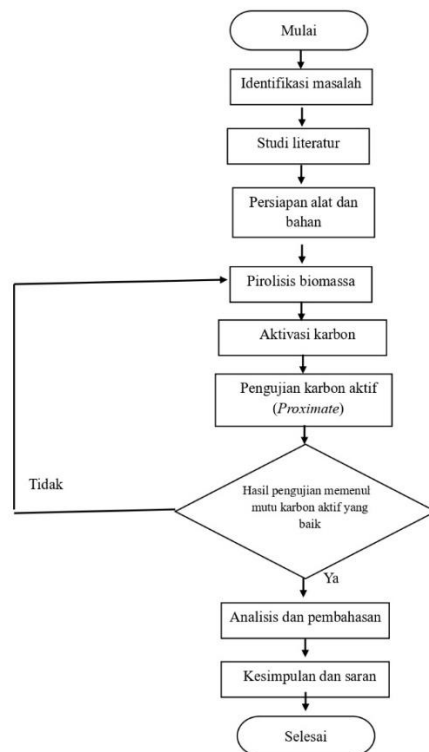 Mulai
Identifikasi masalah
Studi literatur
Persiapan alat dan
bahan
Pirolisis biomassa
Aktivasi karbon
Pengujian karbon aktif
(Proximate)
Tidak
Hasil pengujian memenul
mutu karbon aktif yang
baik
Ya
Analisis dan pembahasan
Kesimpulan dan saran
Selesai